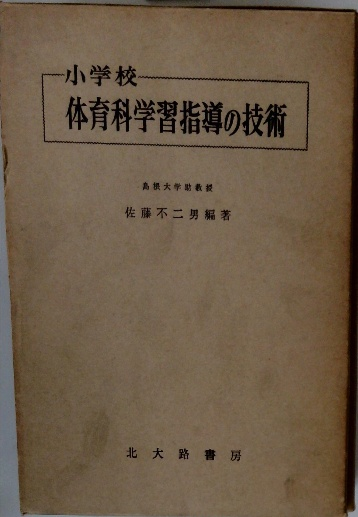 小学校
体育科学習指導の技術
島根大学助教授
佐藤不二男編著
北大路書房